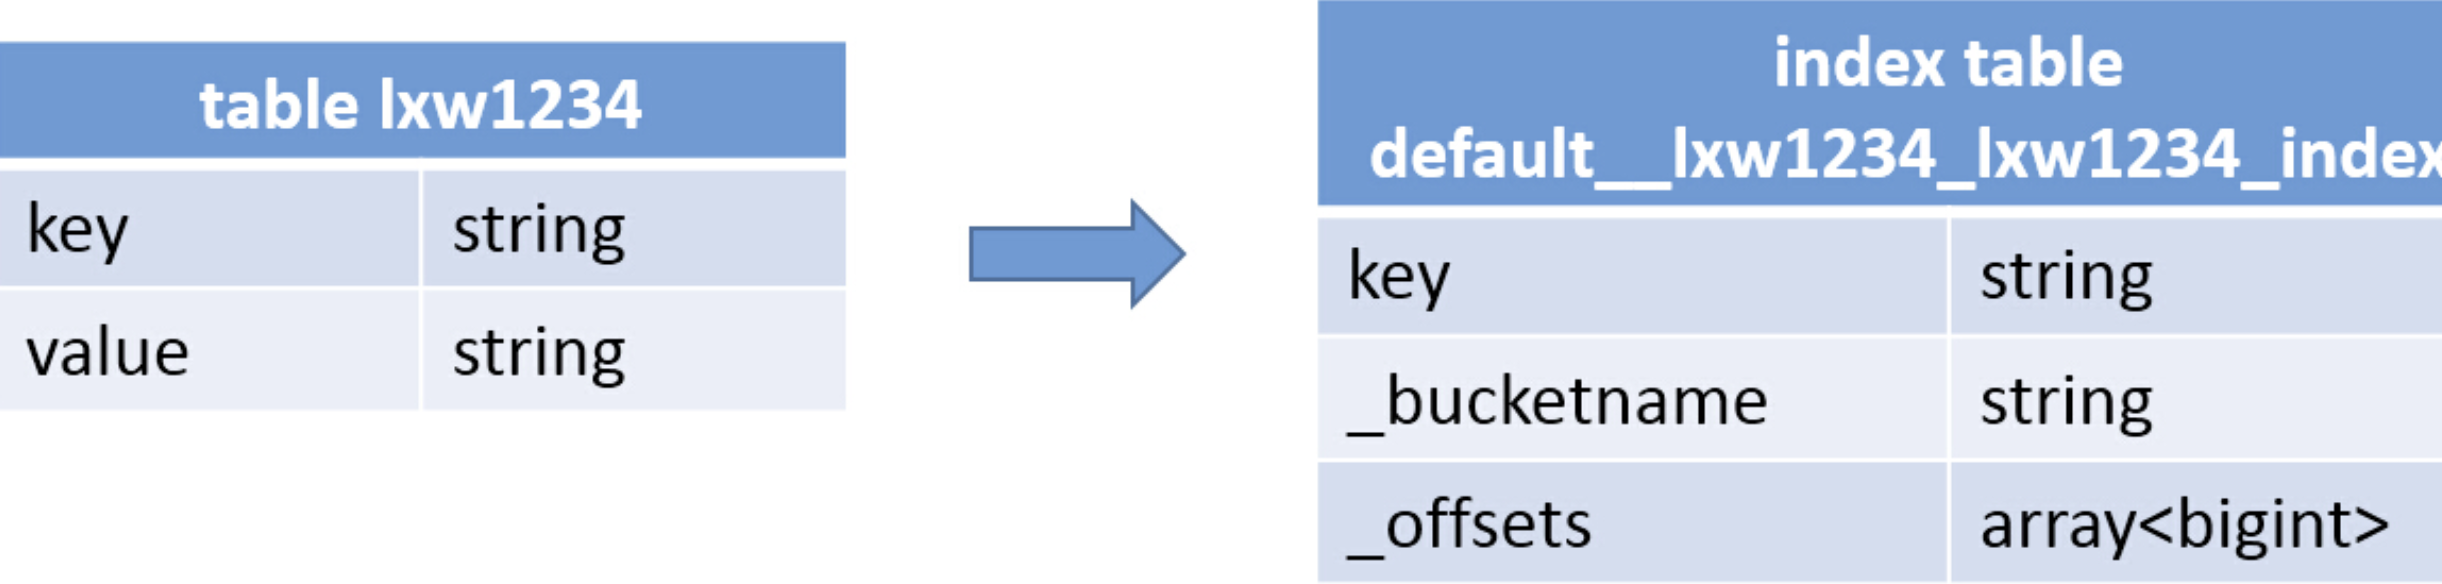 table lxw1234
key string
value string
index table
default__lxw1234_lxw1234_index
key string
_bucketname string
_offsets array<bigint>